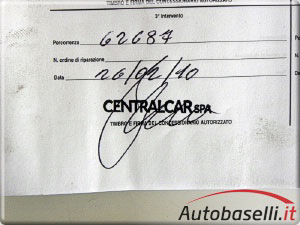 TIMBRO E FIRMA DEL CONCESSIONARIO AUTORIZZATO
3° Intervento
Percorrenza 62687
N. ordine di riparazione
Data 26/02/10
CENTRALCAR SPA
TIMBRO E FIRMA DEL CONCESSIONARIO AUTORIZZATO
Autobaselli.it